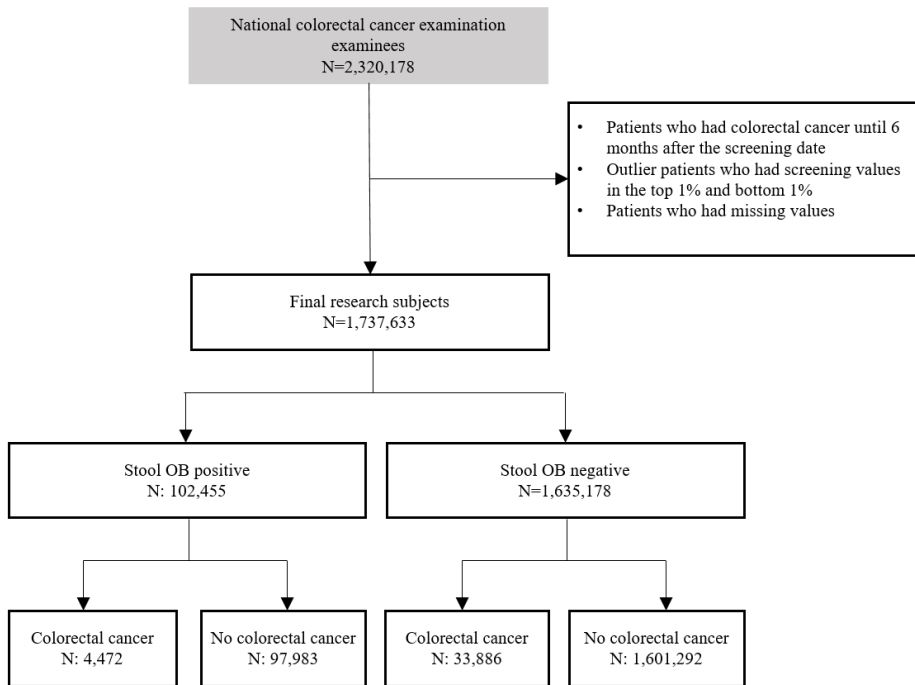 National colorectal cancer examination
examinees
N=2,320,178
• Patients who had colorectal cancer until 6
months after the screening date
• Outlier patients who had screening values
in the top 1% and bottom 1%
• Patients who had missing values
Final research subjects
N=1,737,633
Stool OB positive
N: 102,455
Stool OB negative
N=1,635,178
Colorectal cancer
N: 4,472
No colorectal cancer
N: 97,983
Colorectal cancer
N: 33,886
No colorectal cancer
N: 1,601,292